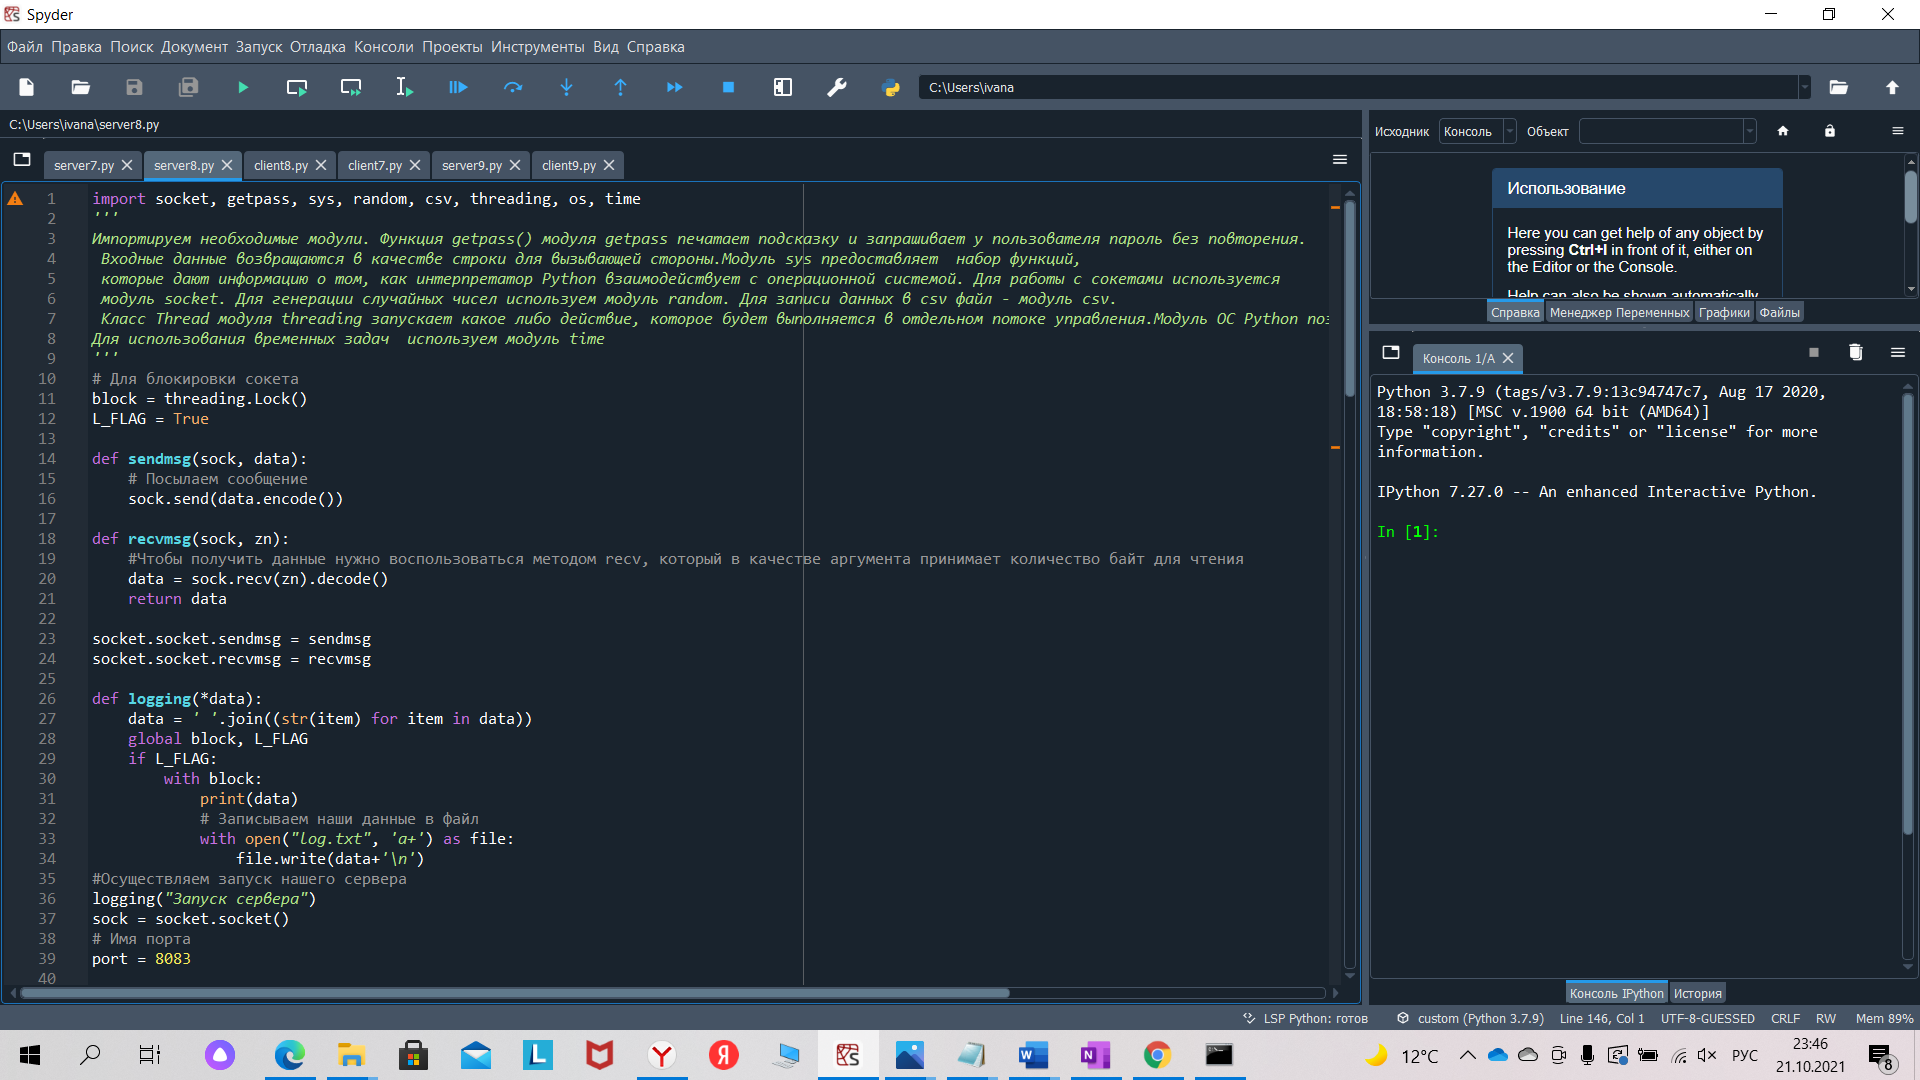 Spyder
Файл Правка Поиск Документ Запуск Отладка Консоли Проекты Инструменты Вид Справка
C:\Users\ivana
C:\Users\ivana\server8.py
server7.py server8.py client8.py client7.py server9.py client9.py
1 import socket, getpass, sys, random, csv, threading, os, time
2 '''
3 Импортируем необходимые модули. Функция getpass() модуля getpass печатает подсказку и запрашивает у пользователя пароль без повторения.
4 Входные данные возвращаются в качестве строки для вызывающей стороны.Модуль sys предоставляет  набор функций,
5 которые дают информацию о том, как интерпретатор Python взаимодействует с операционной системой. Для работы с сокетами используется
6 модуль socket. Для генерации случайных чисел используем модуль random. Для записи данных в csv файл - модуль csv.
7 Класс Thread модуля threading запускает какое либо действие, которое будет выполняется в отдельном потоке управления.Модуль ОС Python поз
8 Для использования временных задач  используем модуль time
9 '''
10 # Для блокировки сокета
11 block = threading.Lock()
12 L_FLAG = True
13
14 def sendmsg(sock, data):
15     # Посылаем сообщение
16     sock.send(data.encode())
17
18 def recvmsg(sock, zn):
19     #Чтобы получить данные нужно воспользоваться методом recv, который в качестве аргумента принимает количество байт для чтения
20     data = sock.recv(zn).decode()
21     return data
22
23 socket.socket.sendmsg = sendmsg
24 socket.socket.recvmsg = recvmsg
25
26 def logging(*data):
27     data = ' '.join((str(item) for item in data))
28     global block, L_FLAG
29     if L_FLAG:
30         with block:
31             print(data)
32             # Записываем наши данные в файл
33             with open("log.txt", 'a+') as file:
34                 file.write(data+'\n')
35 #Осуществляем запуск нашего сервера
36 logging("Запуск сервера")
37 sock = socket.socket()
38 # Имя порта
39 port = 8083
40
Исходник Консоль Объект
Использование
Here you can get help of any object by
pressing Ctrl+I in front of it, either on
the Editor or the Console.
Help can also be shown automatically
Справка Менеджер Переменных Графики Файлы
Консоль 1/A
Python 3.7.9 (tags/v3.7.9:13c94747c7, Aug 17 2020,
18:58:18) [MSC v.1900 64 bit (AMD64)]
Type "copyright", "credits" or "license" for more
information.
IPython 7.27.0 -- An enhanced Interactive Python.
In [1]:
Консоль IPython История
LSP Python: готов custom (Python 3.7.9) Line 146, Col 1 UTF-8-GUESSED CRLF RW Mem 89%
12°C РУС 23:46
21.10.2021
8